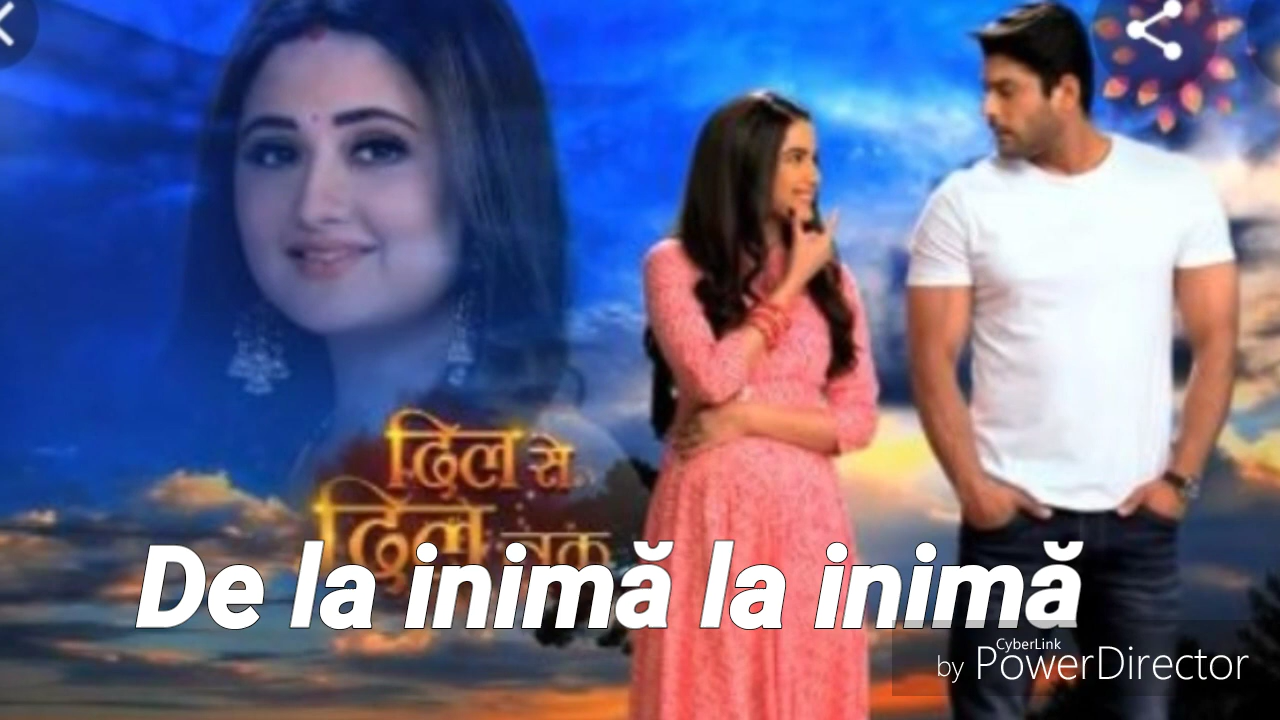 दिल से
दिल तक
De la inimă la inimă
CyberLink
by PowerDirector